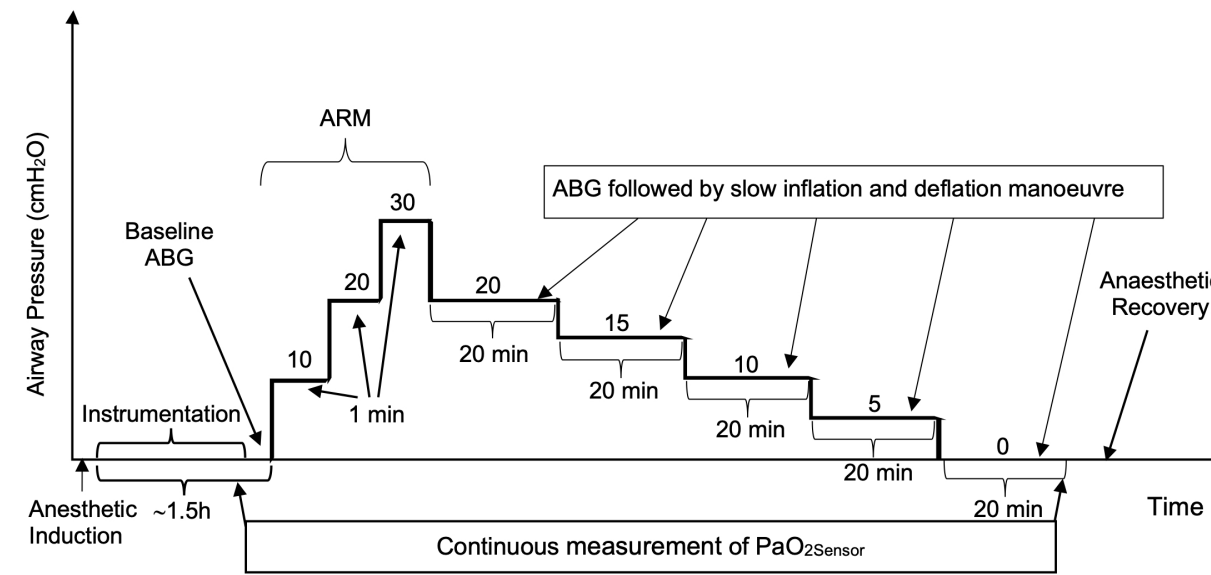 Airway Pressure (cmH₂O)
ARM
30
ABG followed by slow inflation and deflation manoeuvre
Baseline
ABG
20
20
Anaesthetic
Recovery
15
20 min
10
10
20 min
1 min
Instrumentation
20 min
5
0
20 min
Anesthetic
Induction
~1.5h
20 min
Time
Continuous measurement of PaO₂Sensor